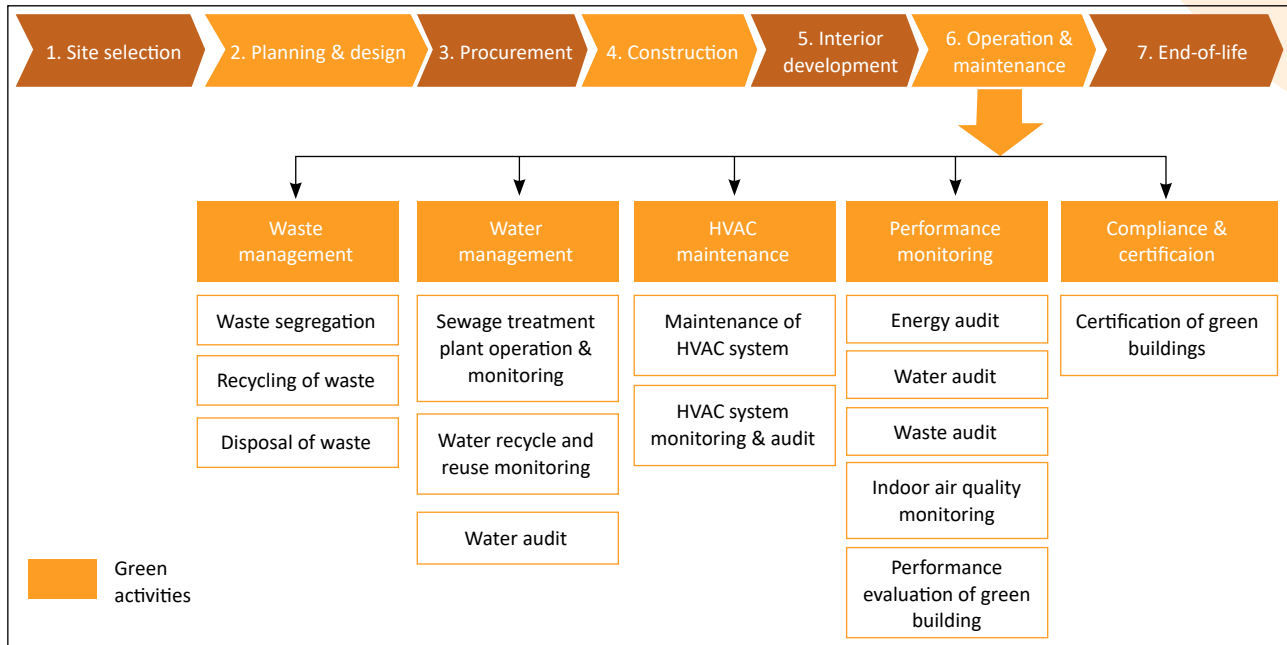 1. Site selection
2. Planning & design
3. Procurement
4. Construction
5. Interior
development
6. Operation &
maintenance
7. End-of-life
Waste
management
Water
management
HVAC
maintenance
Performance
monitoring
Compliance &
certificaion
Waste segregation
Recycling of waste
Disposal of waste
Sewage treatment
plant operation &
monitoring
Water recycle and
reuse monitoring
Water audit
Maintenance of
HVAC system
HVAC system
monitoring & audit
Energy audit
Water audit
Waste audit
Indoor air quality
monitoring
Performance
evaluation of green
building
Certification of green
buildings
Green
activities